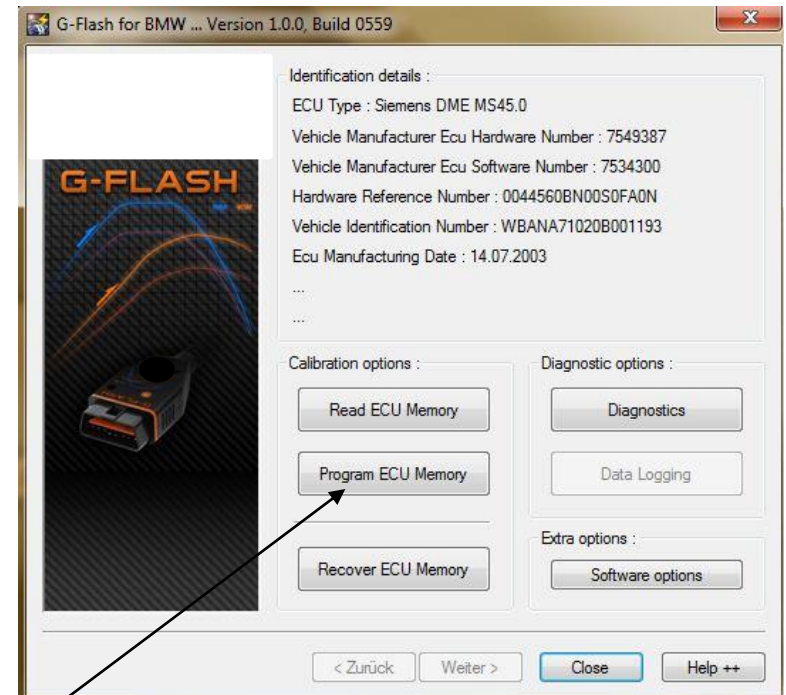 G-Flash for BMW ... Version 1.0.0, Build 0559
G-FLASH
Identification details :
ECU Type : Siemens DME MS45.0
Vehicle Manufacturer Ecu Hardware Number : 7549387
Vehicle Manufacturer Ecu Software Number : 7534300
Hardware Reference Number : 0044560BN00S0FA0N
Vehicle Identification Number : WBANA71020B001193
Ecu Manufacturing Date : 14.07.2003
...
...
Calibration options :
Read ECU Memory
Program ECU Memory
Recover ECU Memory
Diagnostic options :
Diagnostics
Data Logging
Extra options :
Software options
< Zurück
Weiter >
Close
Help ++